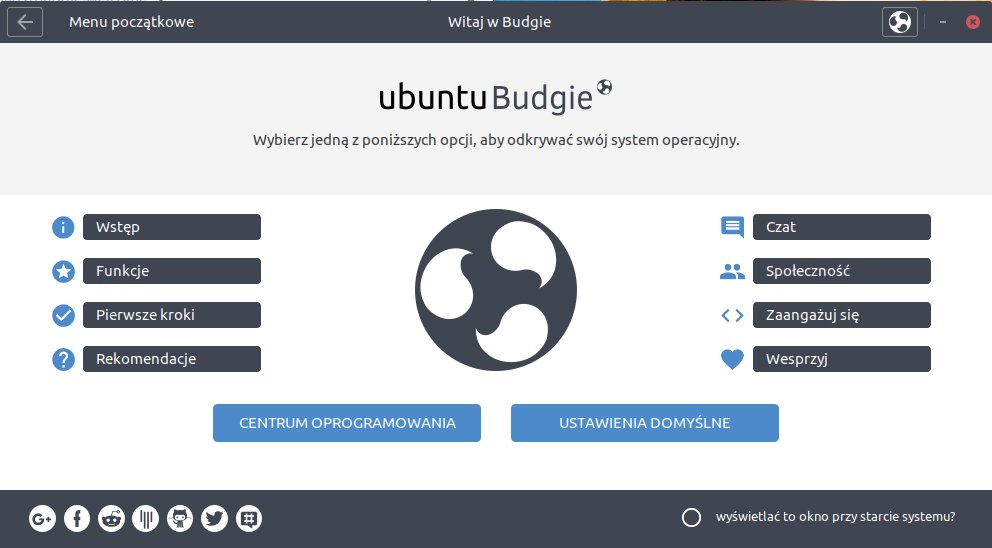 Menu początkowe
Witaj w Budgie
ubuntu Budgie
Wybierz jedną z poniższych opcji, aby odkrywać swój system operacyjny.
Wstęp
Funkcje
Pierwsze kroki
Rekomendacje
Czat
Społeczność
Zaangażuj się
Wesprzyj
CENTRUM OPROGRAMOWANIA
USTAWIENIA DOMYŚLNE
G+
wyświetlać to okno przy starcie systemu?